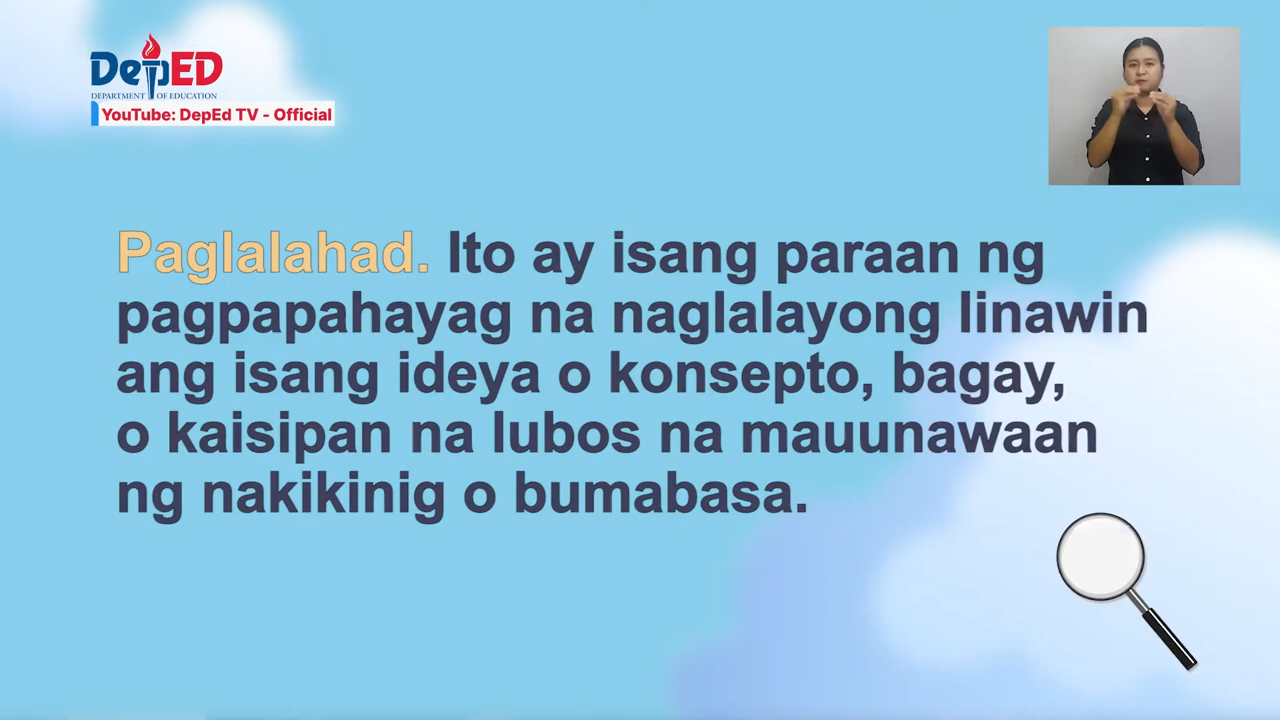 DepED
DEPARTMENT OF EDUCATION
YouTube: DepEd TV - Official
Paglalahad. Ito ay isang paraan ng
pagpapahayag na naglalayong linawin
ang isang ideya o konsepto, bagay,
o kaisipan na lubos na mauunawaan
ng nakikinig o bumabasa.